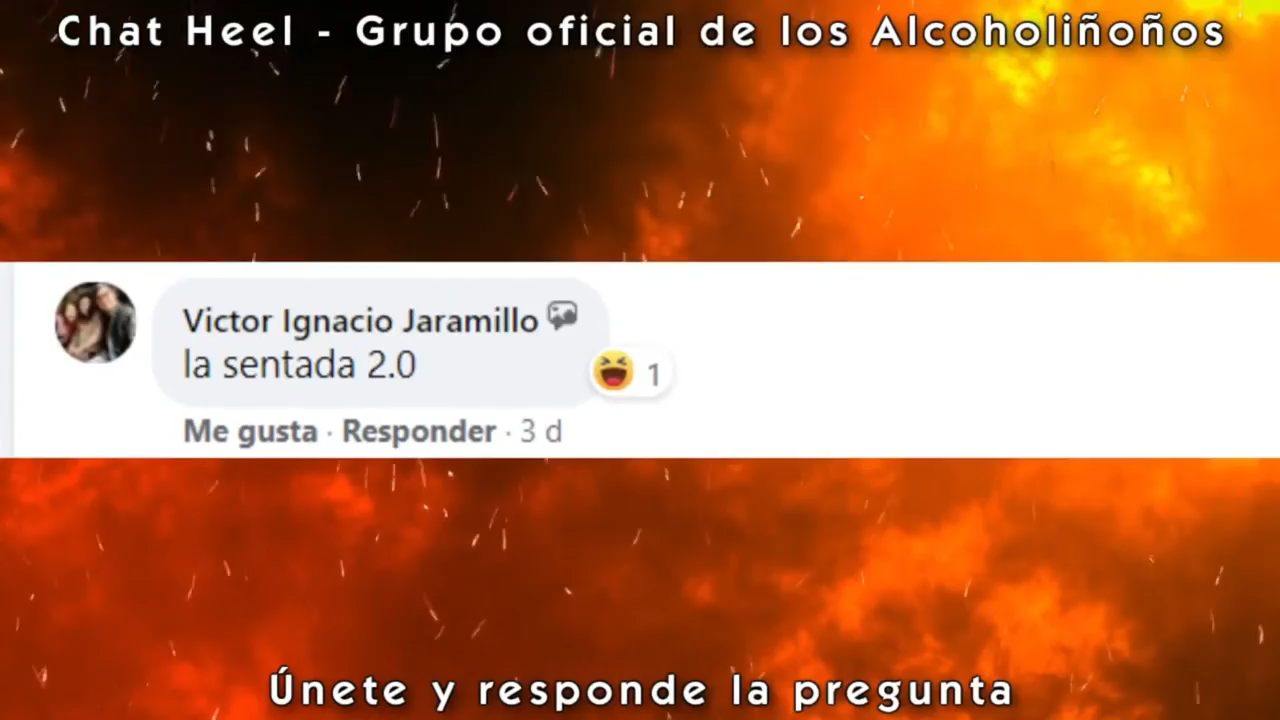 Chat Heel - Grupo oficial de los Alcoholiñoños
Victor Ignacio Jaramillo
la sentada 2.0
1
Me gusta · Responder · 3 d
Únete y responde la pregunta